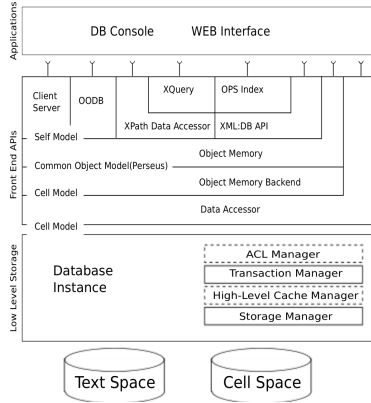 Applications
DB Console WEB Interface
Front End APIs
Client Server
OODB
XQuery
OPS Index
XPath Data Accessor
XML:DB API
Self Model
Object Memory
Common Object Model(Perseus)
Object Memory Backend
Cell Model
Data Accessor
Cell Model
Low Level Storage
Database Instance
ACL Manager
Transaction Manager
High-Level Cache Manager
Storage Manager
Text Space
Cell Space